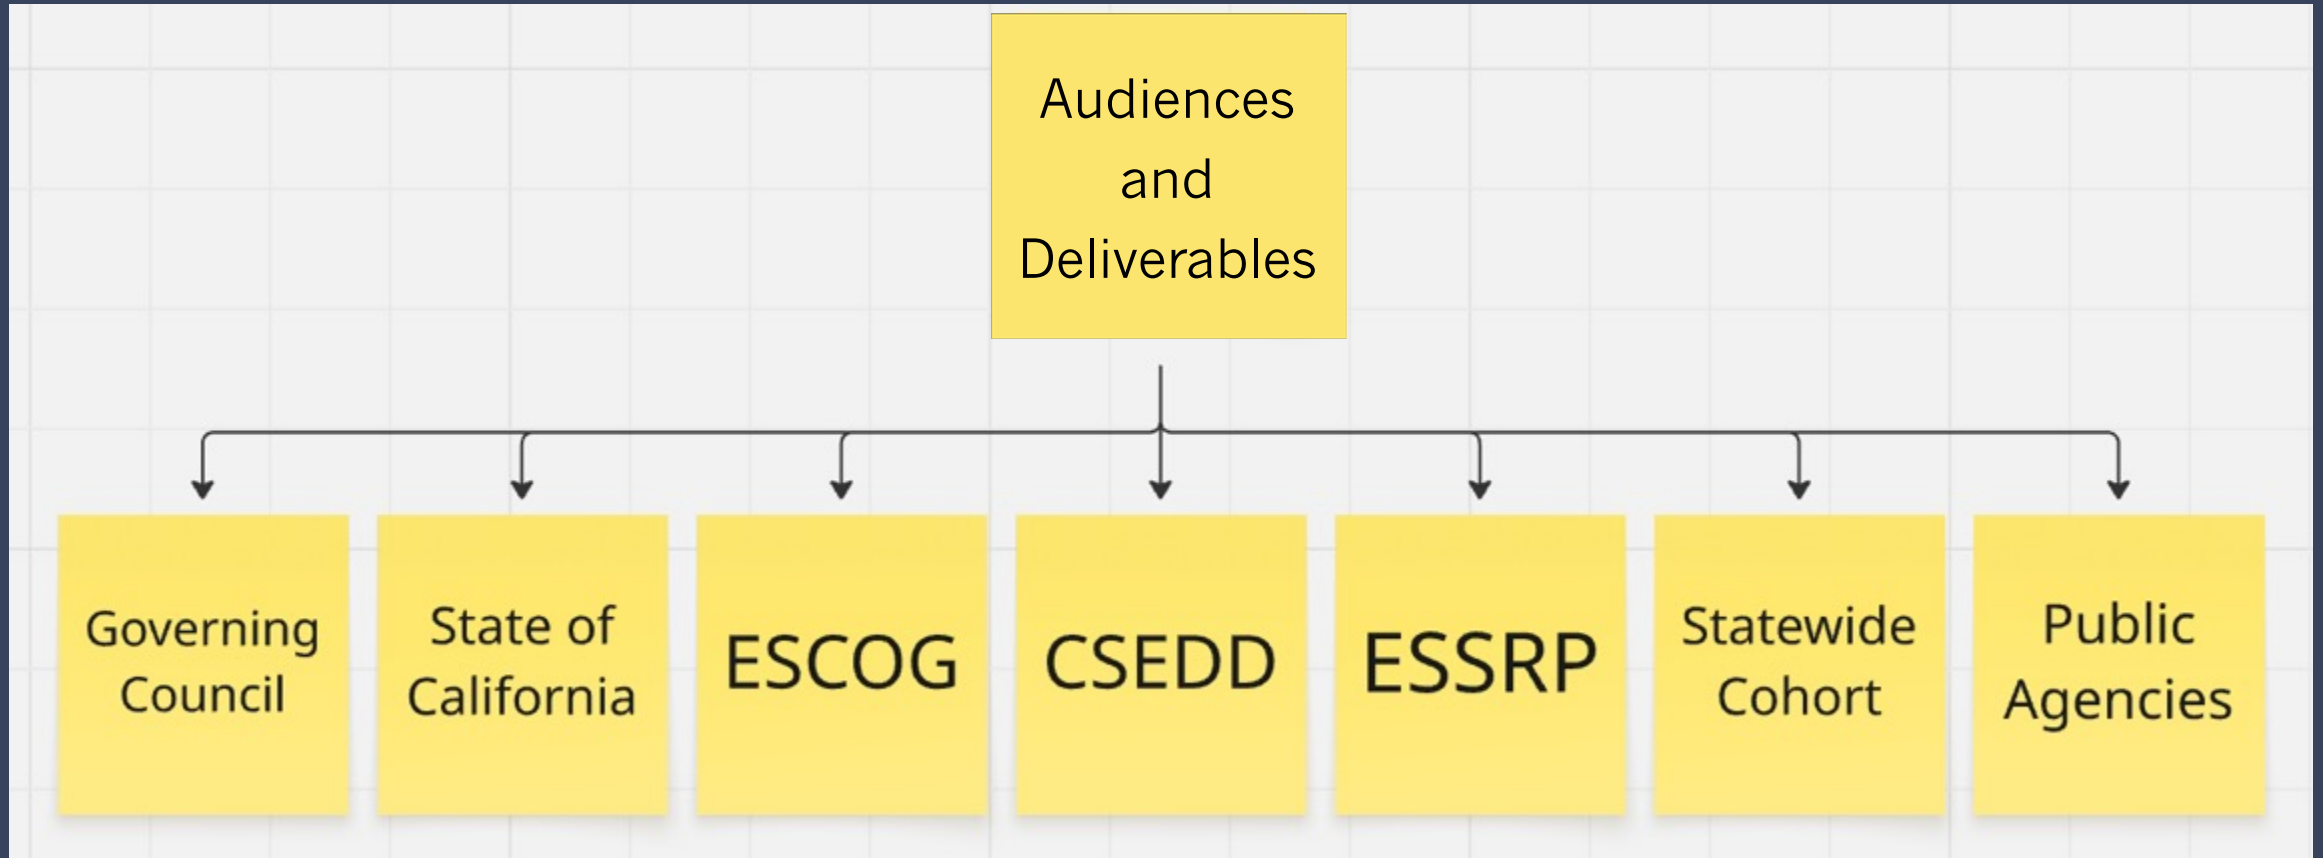 Audiences
and
Deliverables
Governing
Council
State of
California
ESCOG
CSEDD
ESSRP
Statewide
Cohort
Public
Agencies